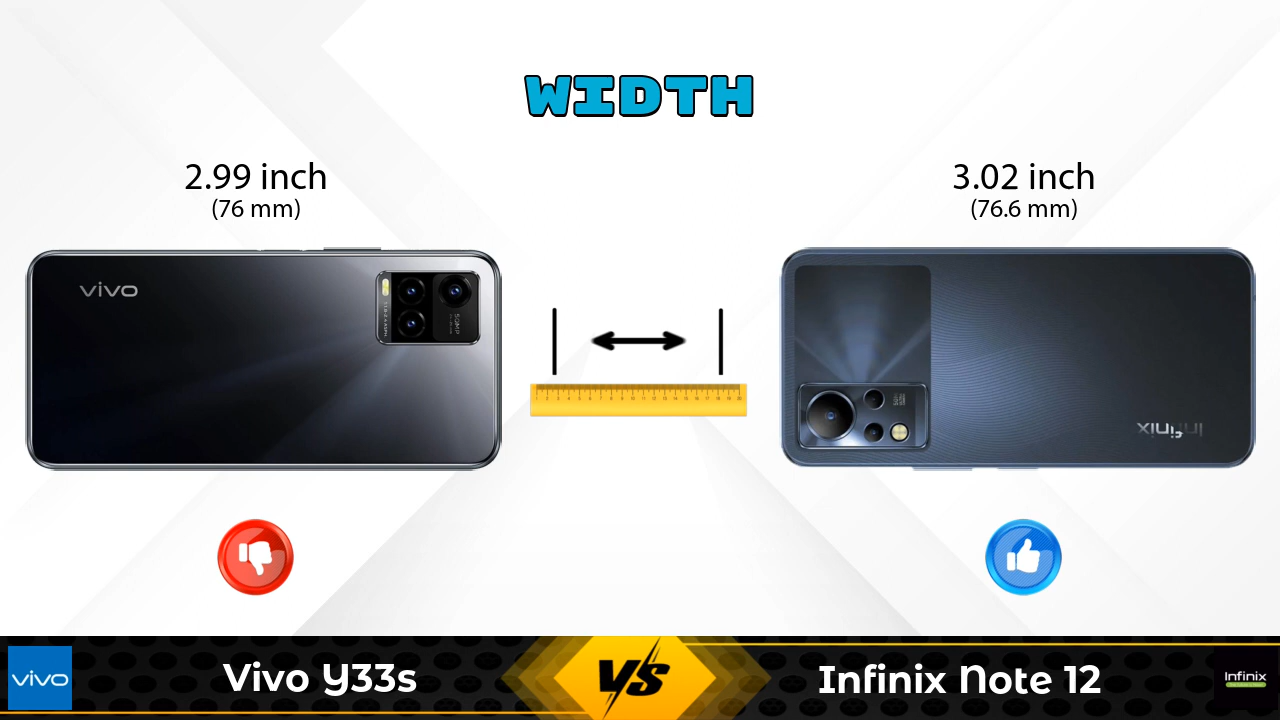 WIDTH
2.99 inch
(76 mm)
3.02 inch
(76.6 mm)
vivo
50MP
Infinix
vivo
Vivo Y33s
VS
Infinix Note 12
Infinix